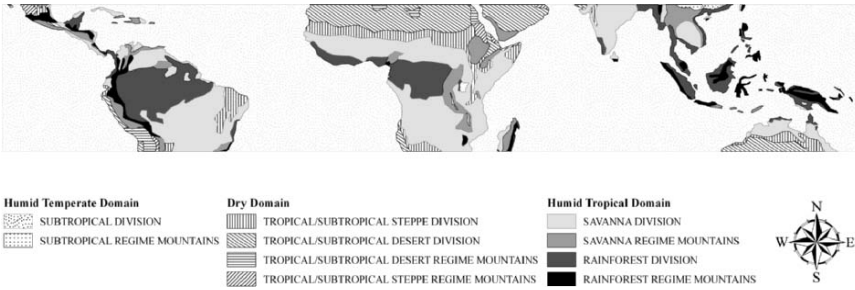 Humid Temperate Domain
SUBTROPICAL DIVISION
SUBTROPICAL REGIME MOUNTAINS
Dry Domain
TROPICAL/SUBTROPICAL STEPPE DIVISION
TROPICAL/SUBTROPICAL DESERT DIVISION
TROPICAL/SUBTROPICAL DESERT REGIME MOUNTAINS
TROPICAL/SUBTROPICAL STEPPE REGIME MOUNTAINS
Humid Tropical Domain
SAVANNA DIVISION
SAVANNA REGIME MOUNTAINS
RAINFOREST DIVISION
RAINFOREST REGIME MOUNTAINS
N
W E
S